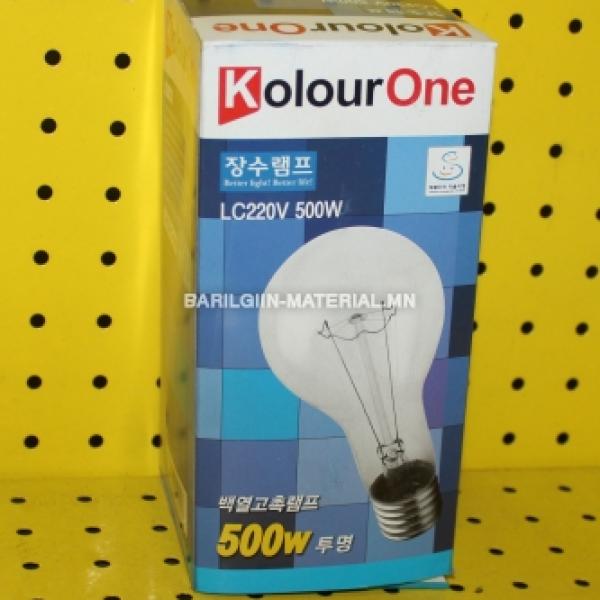 KolourOne
장수램프
Better light! Better life!
LC220V 500W
BARILGIIN-MATERIAL.MN
백열고촉램프
500W 투명